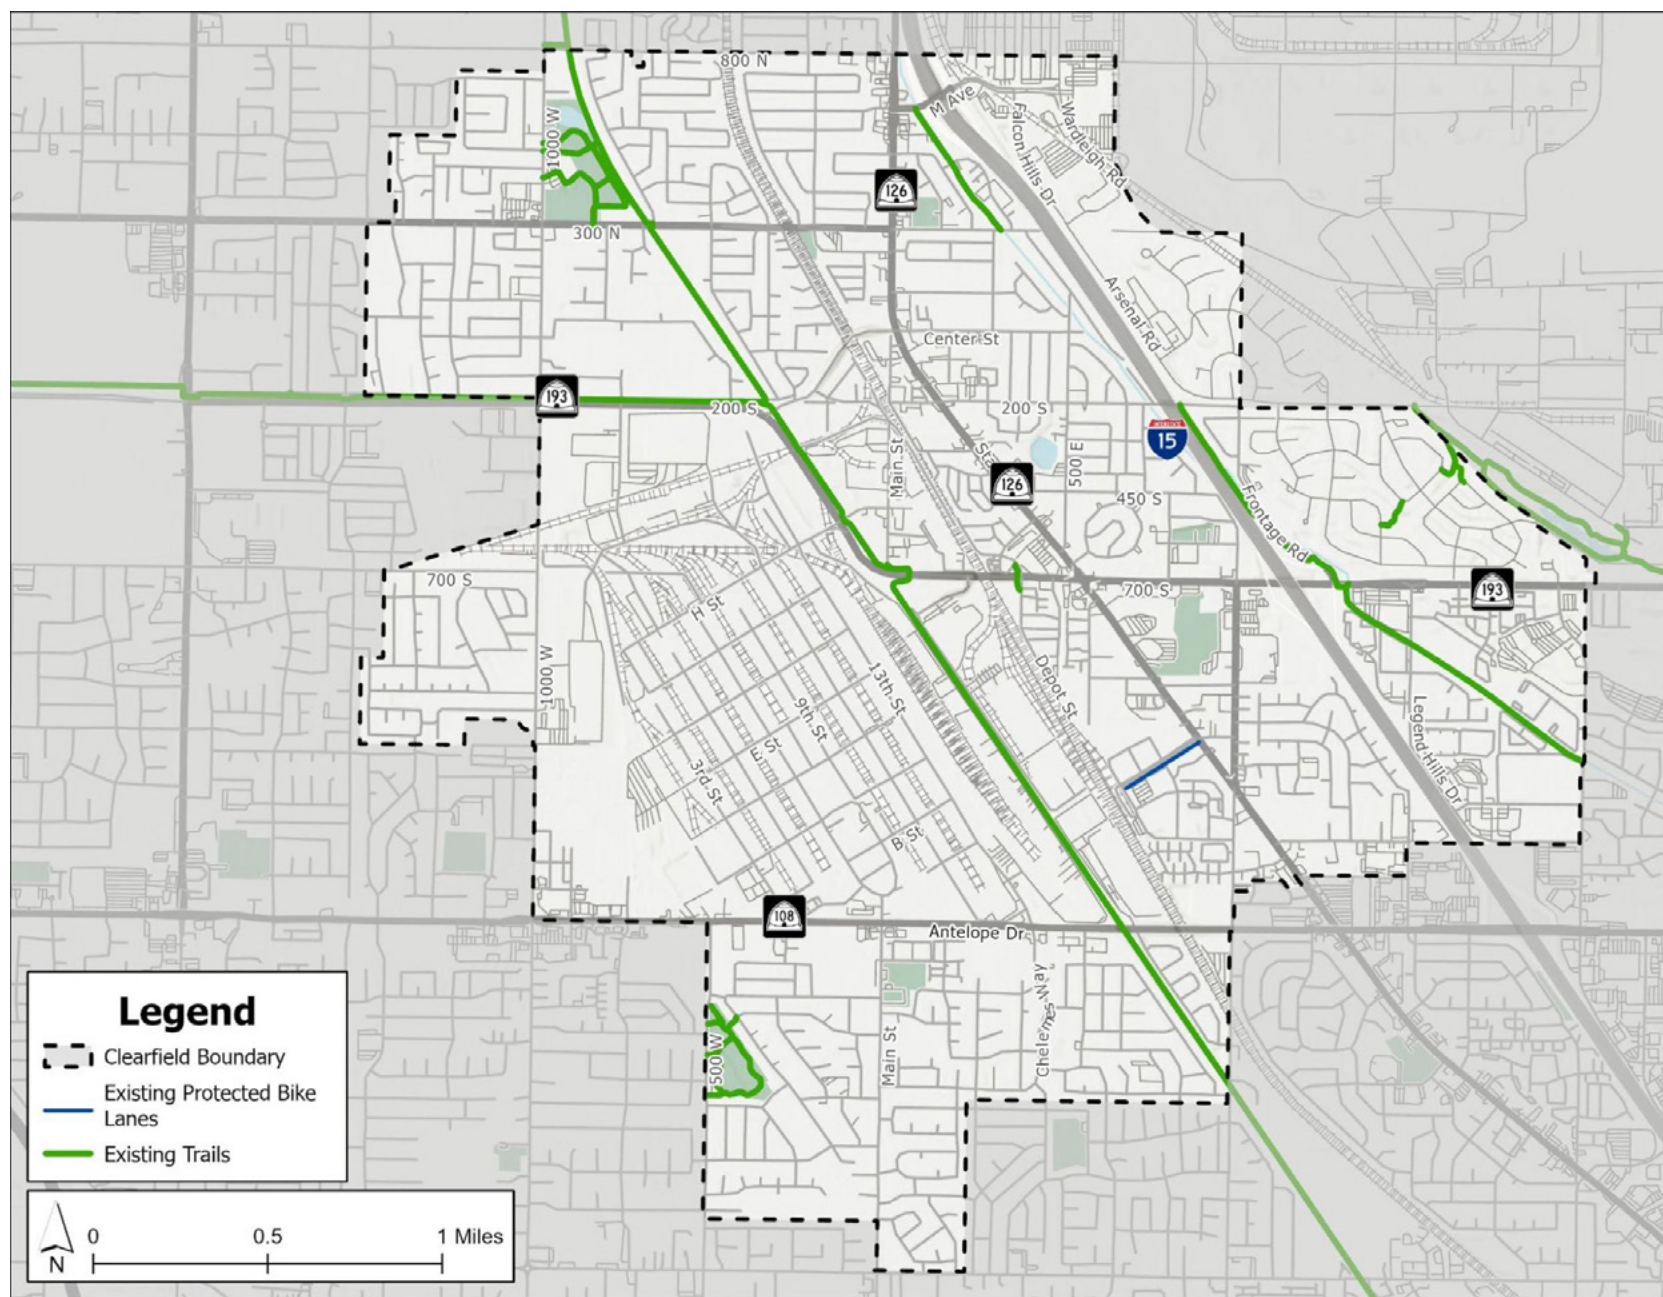 800 N
M Ave
Wardleigh Rd
Falcon Hills Dr
1000 W
126
300 N
Arsenal Rd
Center St
193
200 S
200 S
15
Main St
500 E
126
450 S
Frontage Rd
700 S
700 S
193
H St
1000 W
13th St
Depot St
9th St
E St
3rd St
Legend Hills Dr
B St
108
Antelope Dr
500 W
Main St
Legend
Clearfield Boundary
Existing Protected Bike
Lanes
Existing Trails
N
0
0.5
1 Miles